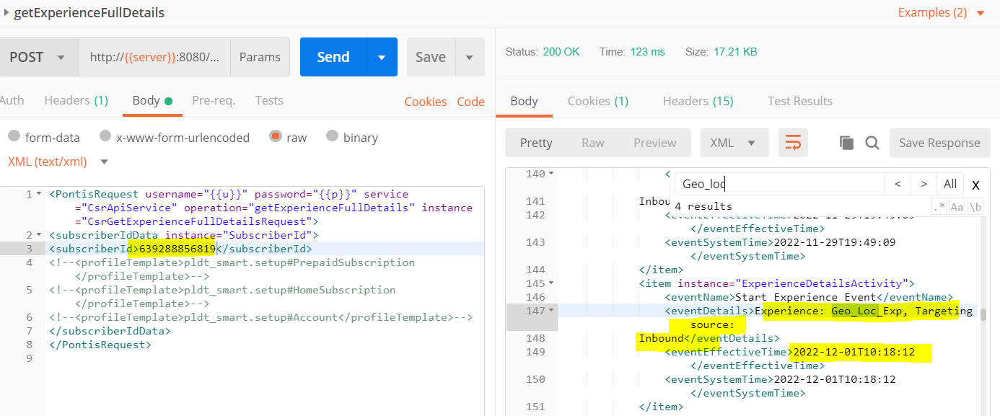 getExperienceFullDetails
Examples (2)
POST
http://{{server}}:8080/...
Params
Send
Save
Status: 200 OK
Time: 123 ms
Size: 17.21 KB
Auth
Headers (1)
Body
Pre-req.
Tests
Cookies
Code
form-data
x-www-form-urlencoded
raw
binary
XML (text/xml)
1 <PontisRequest username="{{u}}" password="{{p}}" service
="CsrApiService" operation="getExperienceFullDetails" instance
="CsrGetExperienceFullDetailsRequest">
2 <subscriberIdData instance="SubscriberId">
3 <subscriberId>639288856819</subscriberId>
4 <!--<profileTemplate>pldt_smart.setup#PrepaidSubscription
</profileTemplate>-->
5 <!--<profileTemplate>pldt_smart.setup#HomeSubscription
</profileTemplate>-->
6 <!--<profileTemplate>pldt_smart.setup#Account</profileTemplate>-->
7 </subscriberIdData>
8 </PontisRequest>
9
Body
Cookies (1)
Headers (15)
Test Results
Pretty
Raw
Preview
XML
Save Response
Geo_loc
< > All X
4 results
.* Aa \b
140 <
141 Inbou
142
</eventEffectiveTime>
143 <eventSystemTime>2022-11-29T19:49:09
</eventSystemTime>
144 </item>
145 <item instance="ExperienceDetailsActivity">
146 <eventName>Start Experience Event</eventName>
147 <eventDetails>Experience: Geo_Loc_Exp, Targeting
source:
148 Inbound</eventDetails>
149 <eventEffectiveTime>2022-12-01T10:18:12
</eventEffectiveTime>
150 <eventSystemTime>2022-12-01T10:18:12
</eventSystemTime>
151 </item>